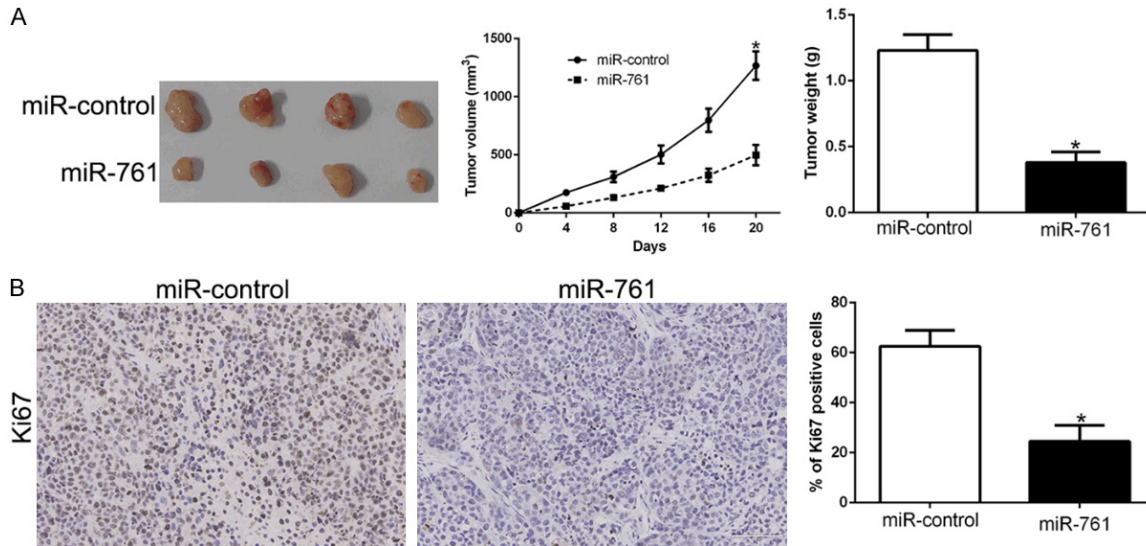 A
miR-control
miR-761
Tumor volume (mm³)
1500
1000
500
0
miR-control
miR-761
*
0 4 8 12 16 20
Days
Tumor weight (g)
1.5
1.0
0.5
0.0
*
miR-control miR-761
B
miR-control miR-761
Ki67
% of Ki67 positive cells
80
60
40
20
0
*
miR-control miR-761